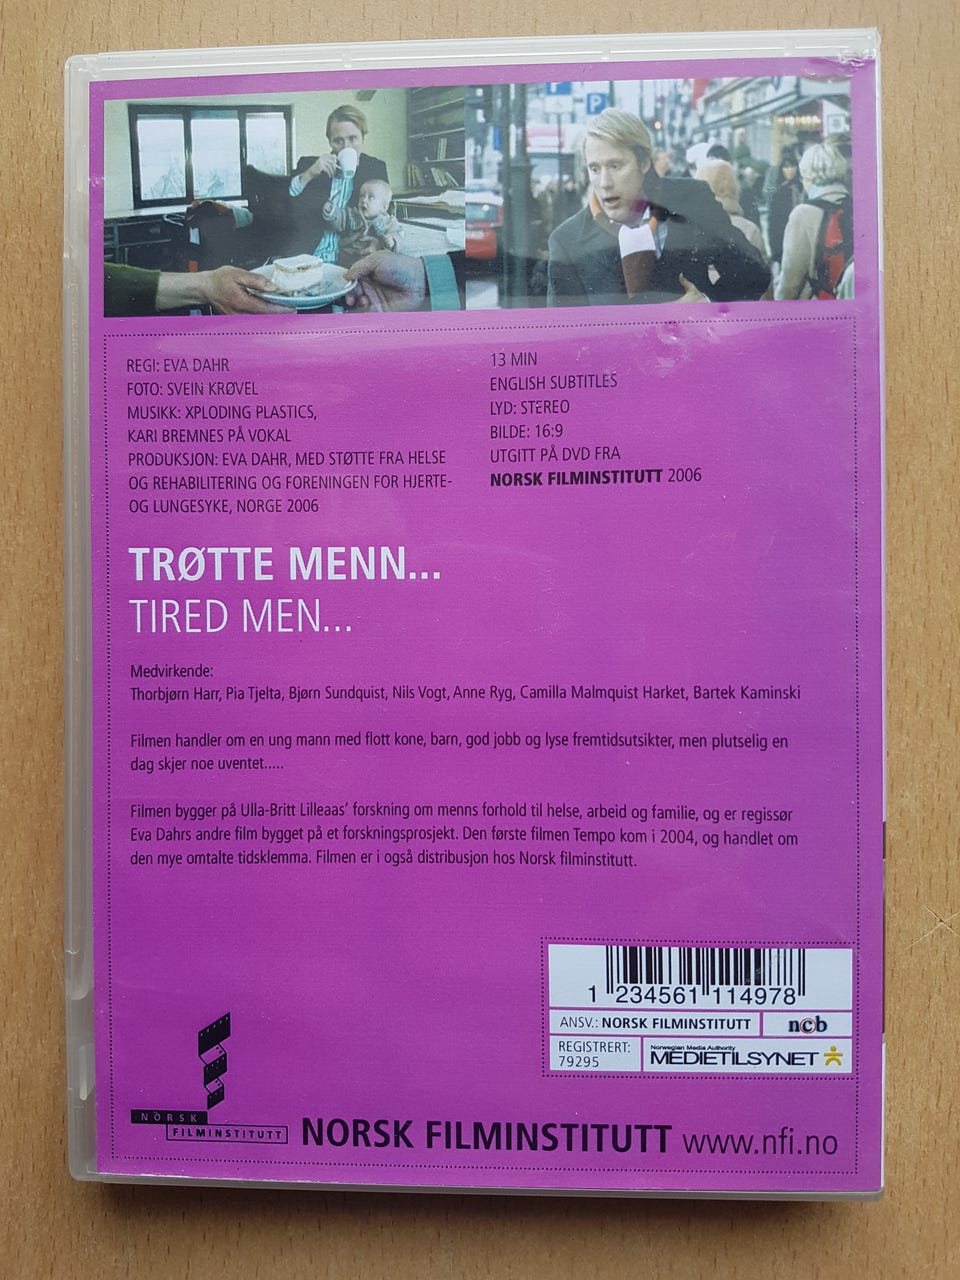 P
REGI: EVA DAHR
FOTO: SVEIN KRØVEL
MUSIKK: XPLODING PLASTICS,
KARI BREMNES PÅ VOKAL
PRODUKSJON: EVA DAHR, MED STØTTE FRA HELSE
OG REHABILITERING OG FORENINGEN FOR HJERTE-
OG LUNGESYKE, NORGE 2006
13 MIN
ENGLISH SUBTITLES
LYD: STEREO
BILDE: 16:9
UTGITT PÅ DVD FRA
NORSK FILMINSTITUTT 2006
TRØTTE MENN...
TIRED MEN...
Medvirkende:
Thorbjørn Harr, Pia Tjelta, Bjørn Sundquist, Nils Vogt, Anne Ryg, Camilla Malmquist Harket, Bartek Kaminski
Filmen handler om en ung mann med flott kone, barn, god jobb og lyse fremtidsutsikter, men plutselig en
dag skjer noe uventet.....
Filmen bygger på Ulla-Britt Lilleaas’ forskning om menns forhold til helse, arbeid og familie, og er regissør
Eva Dahrs andre film bygget på et forskningsprosjekt. Den første filmen Tempo kom i 2004, og handlet om
den mye omtalte tidsklemma. Filmen er i også distribusjon hos Norsk filminstitutt.
1 234561 114978
ANSV.: NORSK FILMINSTITUTT
ncb
REGISTRERT:
79295
Norwegian Media Authority
MEDIETILSYNET
NORSK
FILMINSTITUTT
NORSK FILMINSTITUTT www.nfi.no